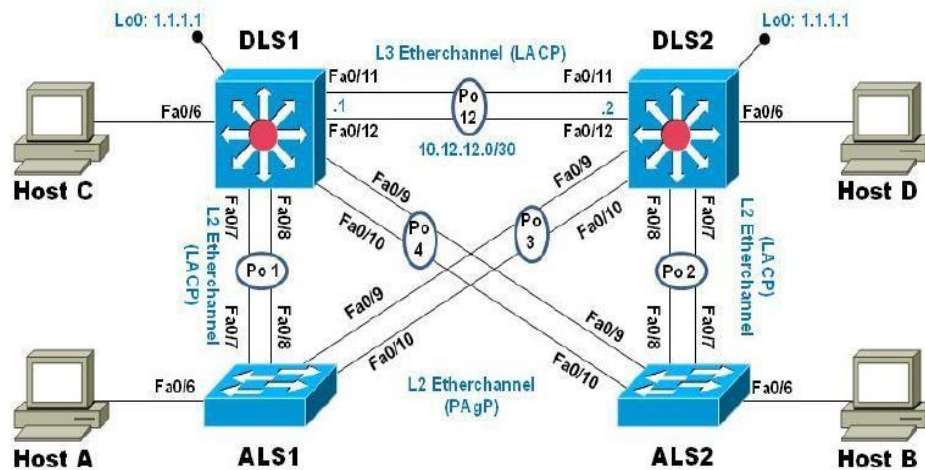 Lo0: 1.1.1.1
Lo0: 1.1.1.1
DLS1
DLS2
L3 Etherchannel (LACP)
Fa0/11
Fa0/11
Fa0/6
.1
Po
12
.2
Fa0/6
Fa0/12
Fa0/12
10.12.12.0/30
Host C
Host D
Fa0/9
Fa0/9
Fa0/10
Fa0/10
Fa0/7
Fa0/8
Fa0/8
Fa0/7
L2 Etherchannel
(LACP)
Po 1
Po
4
Po
3
Po 2
L2 Etherchannel
(LACP)
Fa0/7
Fa0/8
Fa0/8
Fa0/7
Fa0/9
Fa0/10
Fa0/9
Fa0/10
L2 Etherchannel
(PAgP)
Fa0/6
Fa0/6
Host A
ALS1
ALS2
Host B